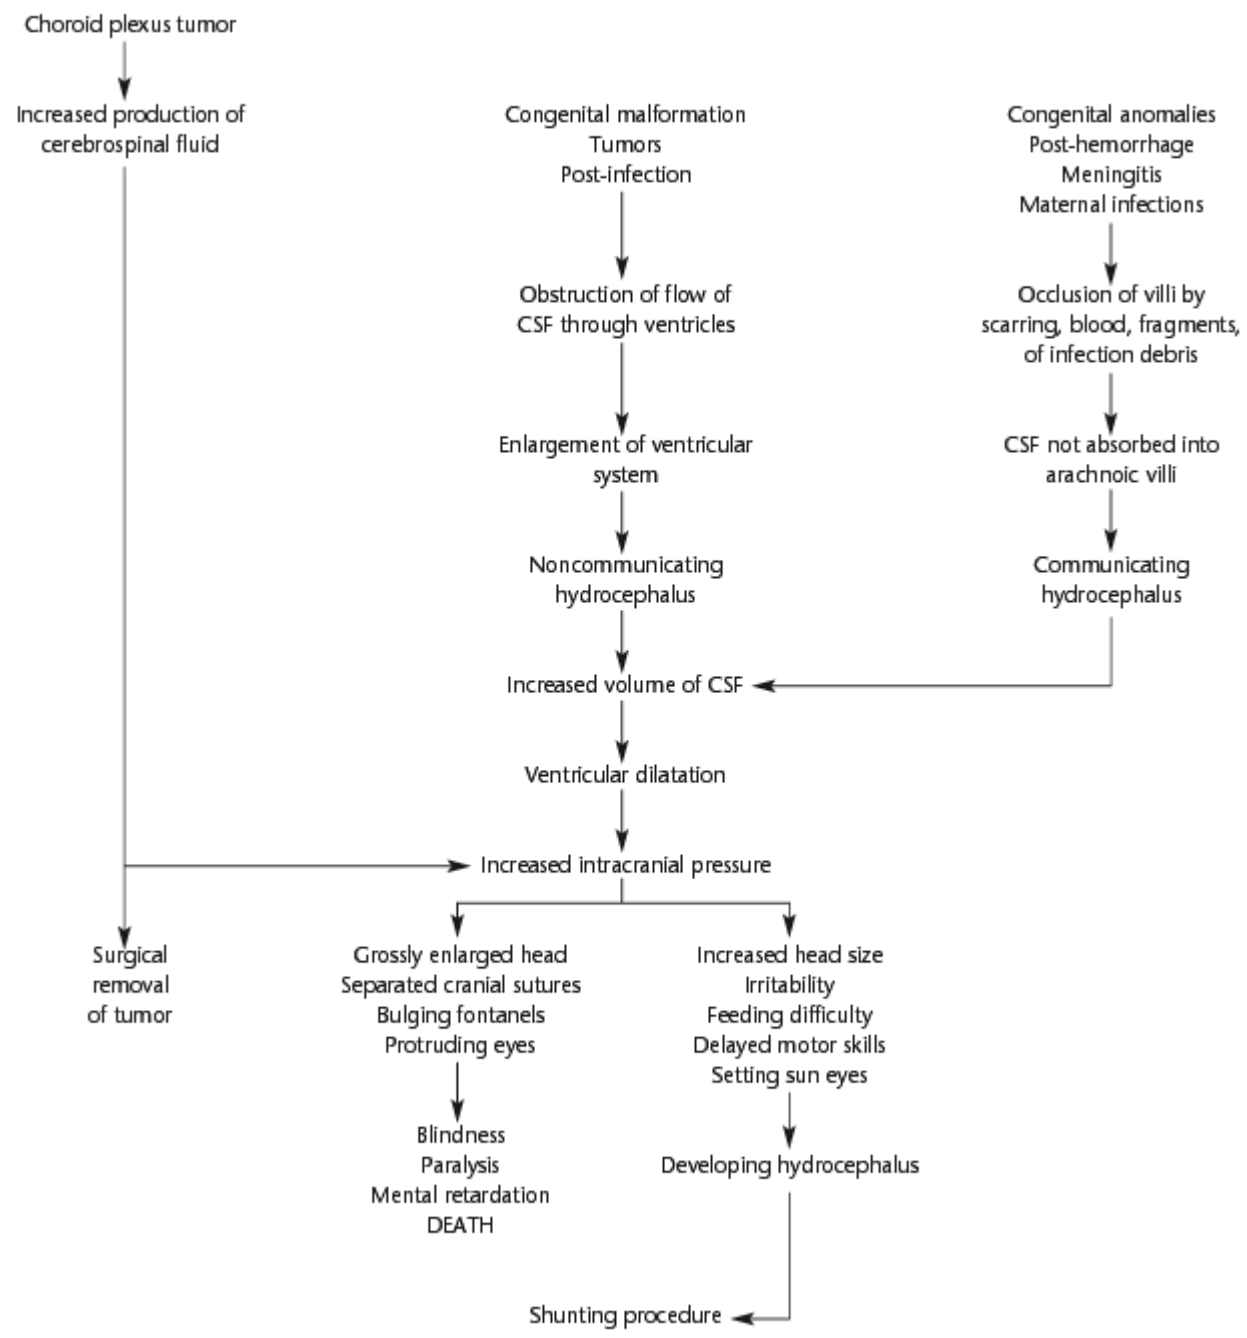 Choroid plexus tumor
Increased production of
cerebrospinal fluid
Congenital malformation
Tumors
Post-infection
Congenital anomalies
Post-hemorrhage
Meningitis
Maternal infections
Obstruction of flow of
CSF through ventricles
Occlusion of villi by
scarring, blood, fragments,
of infection debris
Enlargement of ventricular
system
CSF not absorbed into
arachnoic villi
Noncommunicating
hydrocephalus
Communicating
hydrocephalus
Increased volume of CSF
Ventricular dilatation
Increased intracranial pressure
Surgical
removal
of tumor
Grossly enlarged head
Separated cranial sutures
Bulging fontanels
Protruding eyes
Increased head size
Irritability
Feeding difficulty
Delayed motor skills
Setting sun eyes
Blindness
Paralysis
Mental retardation
DEATH
Developing hydrocephalus
Shunting procedure